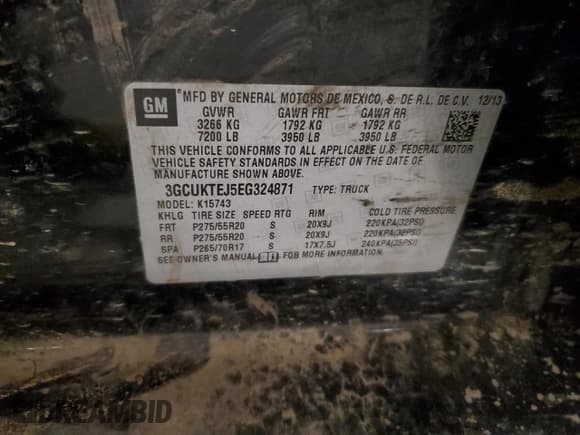 GM
MFD BY GENERAL MOTORS DE MEXICO, S. DE R.L. DE C.V. 12/13
GVWR GAWR FRT GAWR RR
3266 KG 1792 KG 1792 KG
7200 LB 3950 LB 3950 LB
THIS VEHICLE CONFORMS TO ALL APPLICABLE U.S. FEDERAL MOTOR
VEHICLE SAFETY STANDARDS IN EFFECT ON THE DATE OF
MANUFACTURE SHOWN ABOVE.
3GCUKTEJ5EG324871 TYPE: TRUCK
MODEL: K15743
KHLG TIRE SIZE SPEED RTG RIM COLD TIRE PRESSURE
FRT P275/55R20 S 20X9J 220KPA(32PSI)
RR P275/55R20 S 20X9J 220KPA(32PSI)
SPA P265/70R17 S 17X7.5J 240KPA(35PSI)
SEE OWNER'S MANUAL FOR MORE INFORMATION.
DREAMBID